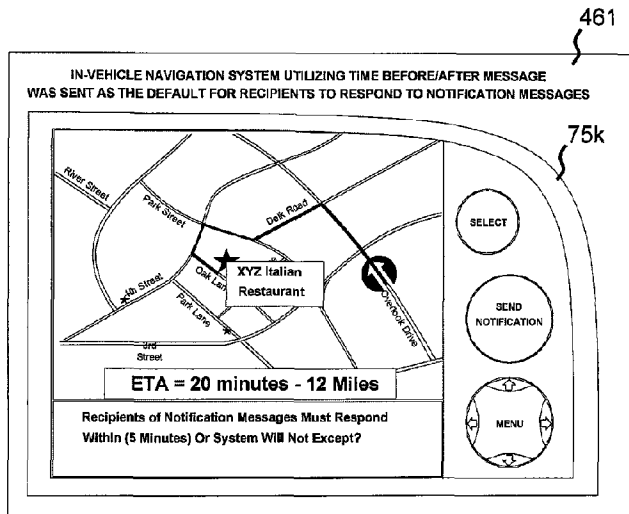 461
IN-VEHICLE NAVIGATION SYSTEM UTILIZING TIME BEFORE/AFTER MESSAGE
WAS SENT AS THE DEFAULT FOR RECIPIENTS TO RESPOND TO NOTIFICATION MESSAGES
75k
River Street
Park Street
Delk Road
SELECT
XYZ Italian
Restaurant
Oak Lane
4th Street
Park Lane
Overlook Drive
3rd
Street
SEND
NOTIFICATION
ETA = 20 minutes - 12 Miles
MENU
Recipients of Notification Messages Must Respond
Within (5 Minutes) Or System Will Not Except?